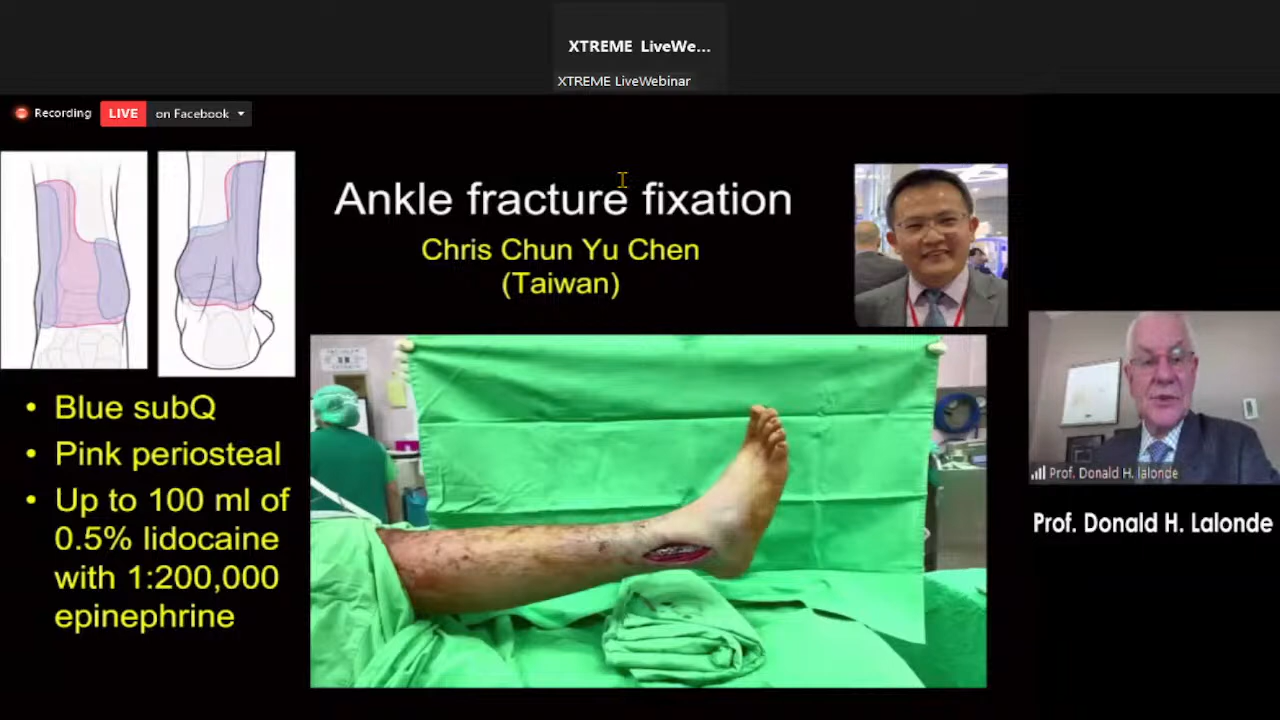 XTREME LiveWe...
XTREME LiveWebinar
Recording
LIVE
on Facebook
Ankle fracture fixation
Chris Chun Yu Chen
(Taiwan)
• Blue subQ
• Pink periosteal
• Up to 100 ml of
0.5% lidocaine
with 1:200,000
epinephrine
Prof. Donald H. lalonde
Prof. Donald H. Lalonde